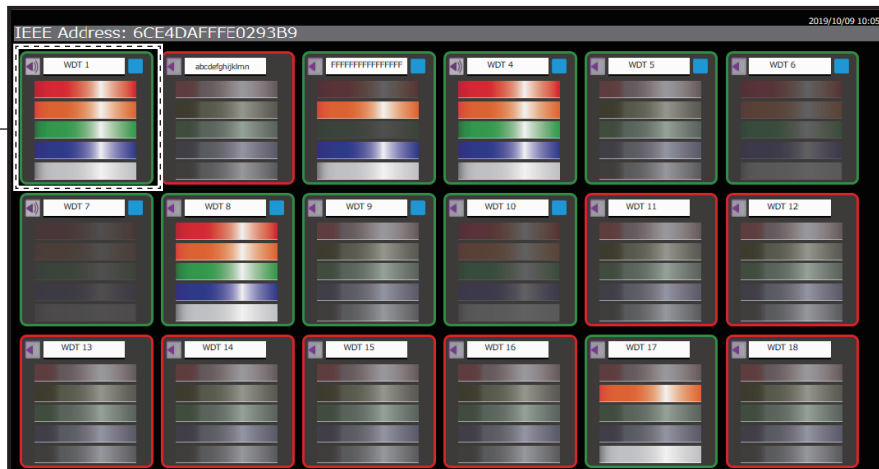 2019/10/09 10:05
IEEE Address: 6CE4DAFFFE0293B9
WDT 1
abcdefghijklmn
FFFFFFFFFFFFFFFF
WDT 4
WDT 5
WDT 6
WDT 7
WDT 8
WDT 9
WDT 10
WDT 11
WDT 12
WDT 13
WDT 14
WDT 15
WDT 16
WDT 17
WDT 18